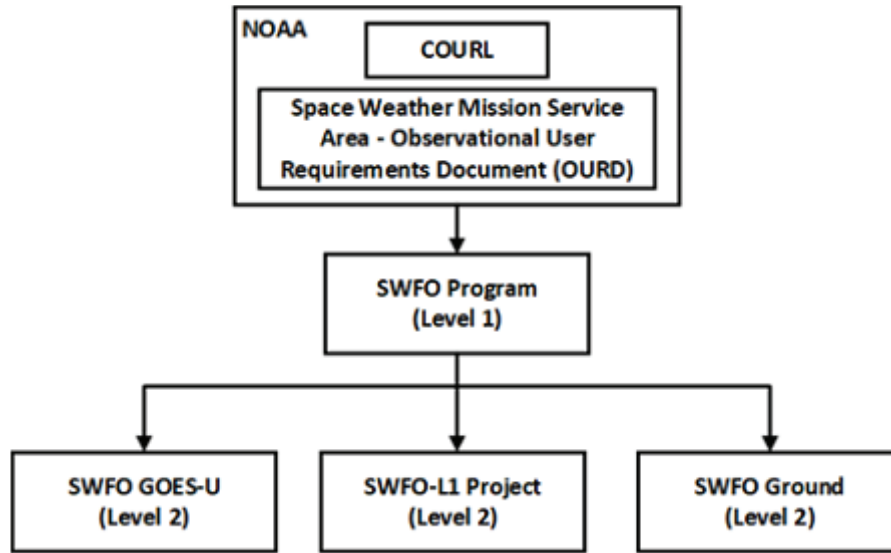 NOAA
COURL
Space Weather Mission Service
Area - Observational User
Requirements Document (OURD)
SWFO Program
(Level 1)
SWFO GOES-U
(Level 2)
SWFO-L1 Project
(Level 2)
SWFO Ground
(Level 2)